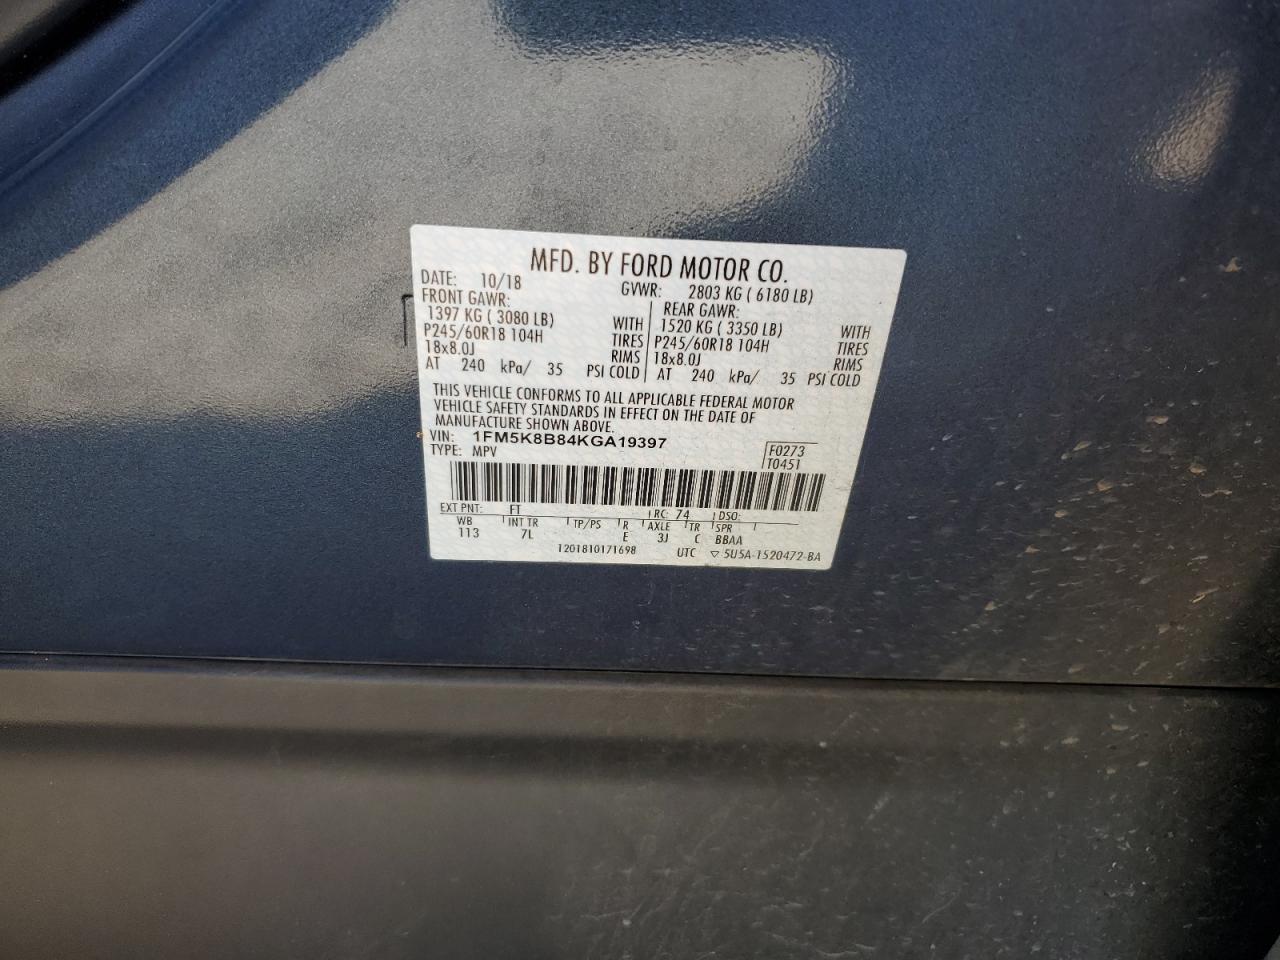 MFD. BY FORD MOTOR CO.
DATE: 10/18 GVWR: 2803 KG ( 6180 LB)
FRONT GAWR: REAR GAWR:
1397 KG ( 3080 LB) WITH 1520 KG ( 3350 LB) WITH
P245/60R18 104H TIRES P245/60R18 104H TIRES
18x8.0J RIMS 18x8.0J RIMS
AT 240 kPa/ 35 PSI COLD AT 240 kPa/ 35 PSI COLD
THIS VEHICLE CONFORMS TO ALL APPLICABLE FEDERAL MOTOR
VEHICLE SAFETY STANDARDS IN EFFECT ON THE DATE OF
MANUFACTURE SHOWN ABOVE.
VIN: 1FM5K8B84KGA19397 F0273
TYPE: MPV T0451
EXT PNT: FT RC: 74 DSO:
WB INT TR TP/PS R AXLE TR SPR
113 7L E 3J C BBAA
1201810171698 UTC ▽ 5U5A-1520472-BA